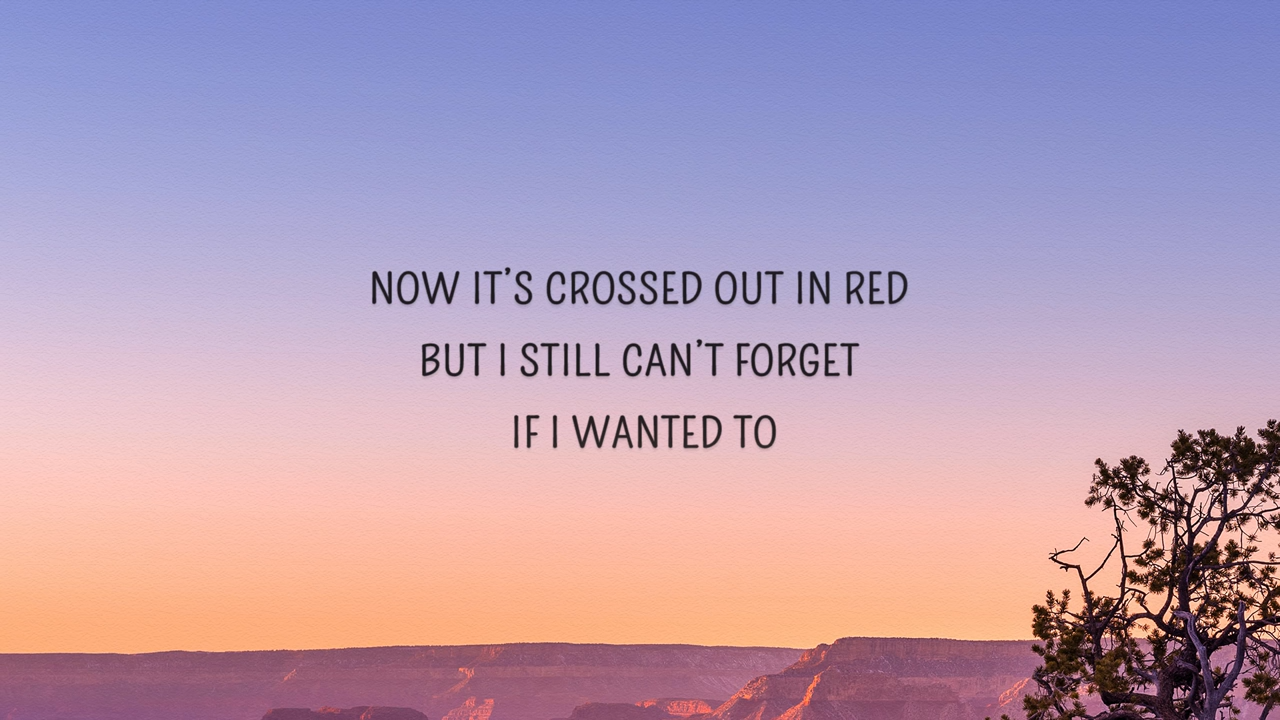 NOW IT'S CROSSED OUT IN RED
BUT I STILL CAN'T FORGET
IF I WANTED TO